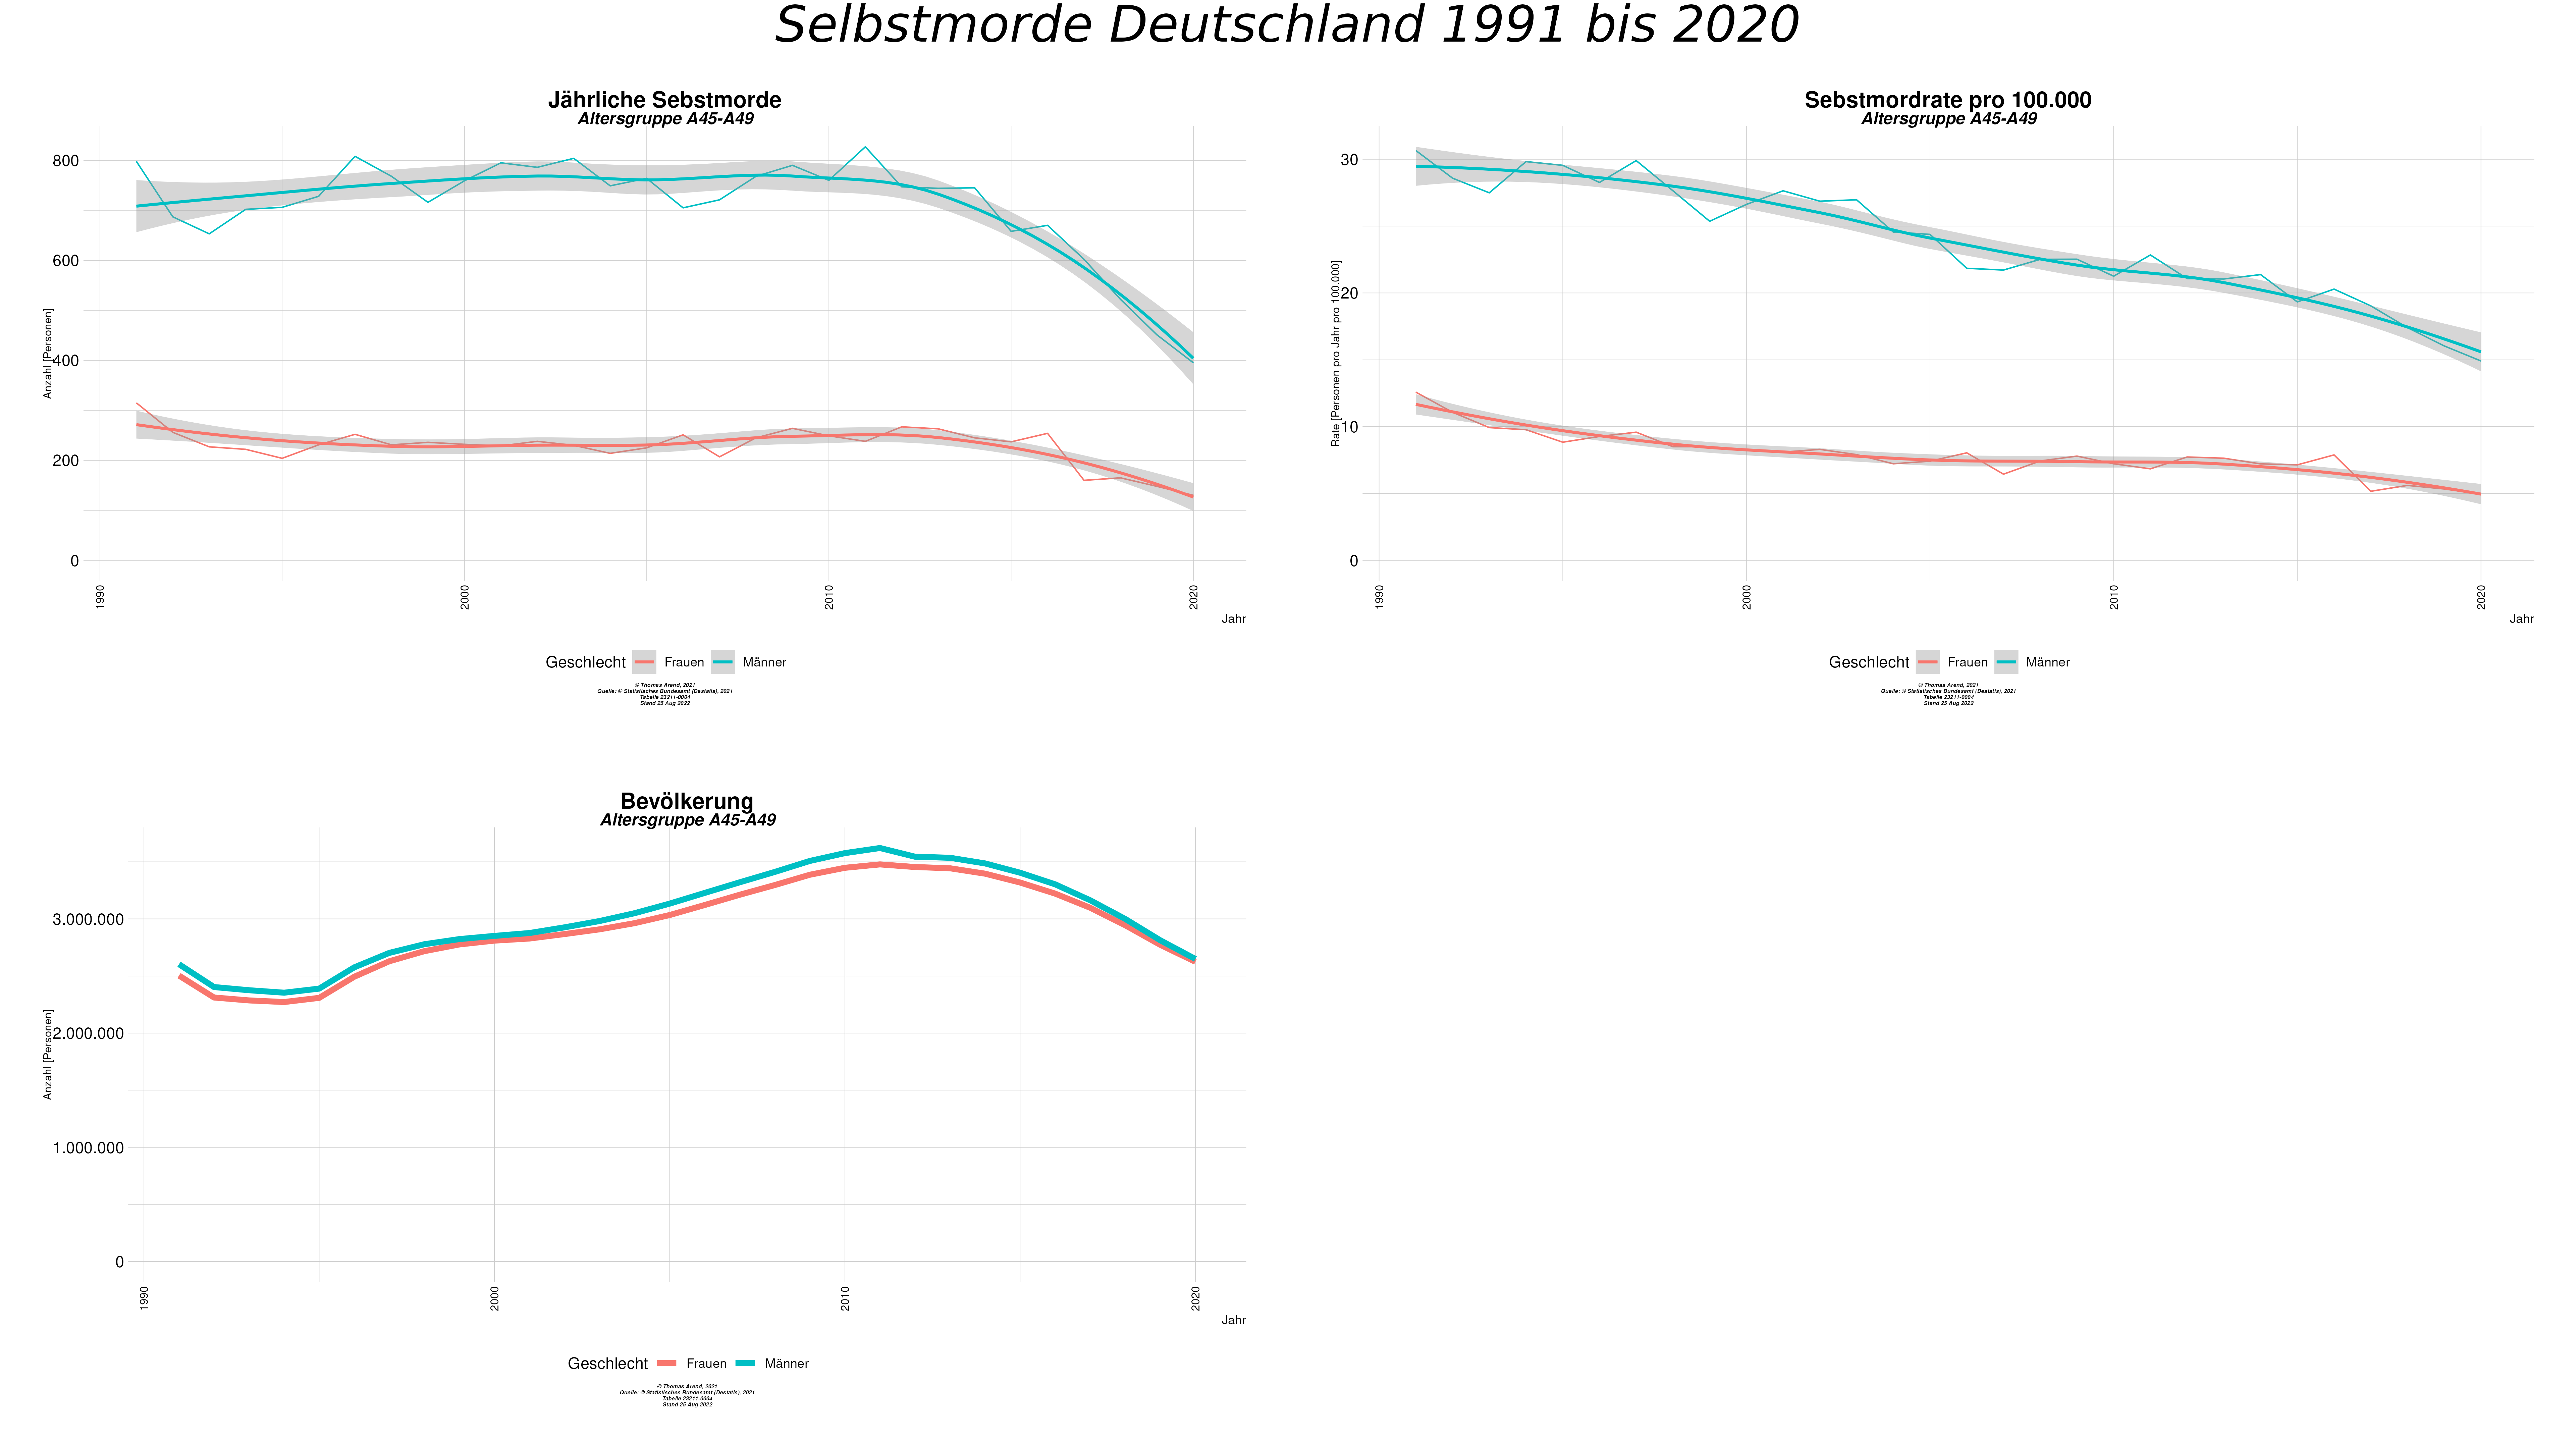 Selbstmorde Deutschland 1991 bis 2020
Jährliche Sebstmorde
Altersgruppe A45-A49
Anzahl [Personen]
800
600
400
200
0
1990
2000
2010
2020
Jahr
Geschlecht Frauen Männer
© Thomas Arend, 2021
Quelle: © Statistisches Bundesamt (Destatis), 2021
Tabelle 23211-0004
Stand 25 Aug 2022
Sebstmordrate pro 100.000
Altersgruppe A45-A49
Rate [Personen pro Jahr pro 100.000]
30
20
10
0
1990
2000
2010
2020
Jahr
Geschlecht Frauen Männer
© Thomas Arend, 2021
Quelle: © Statistisches Bundesamt (Destatis), 2021
Tabelle 23211-0004
Stand 25 Aug 2022
Bevölkerung
Altersgruppe A45-A49
Anzahl [Personen]
3.000.000
2.000.000
1.000.000
0
1990
2000
2010
2020
Jahr
Geschlecht Frauen Männer
© Thomas Arend, 2021
Quelle: © Statistisches Bundesamt (Destatis), 2021
Tabelle 23211-0004
Stand 25 Aug 2022